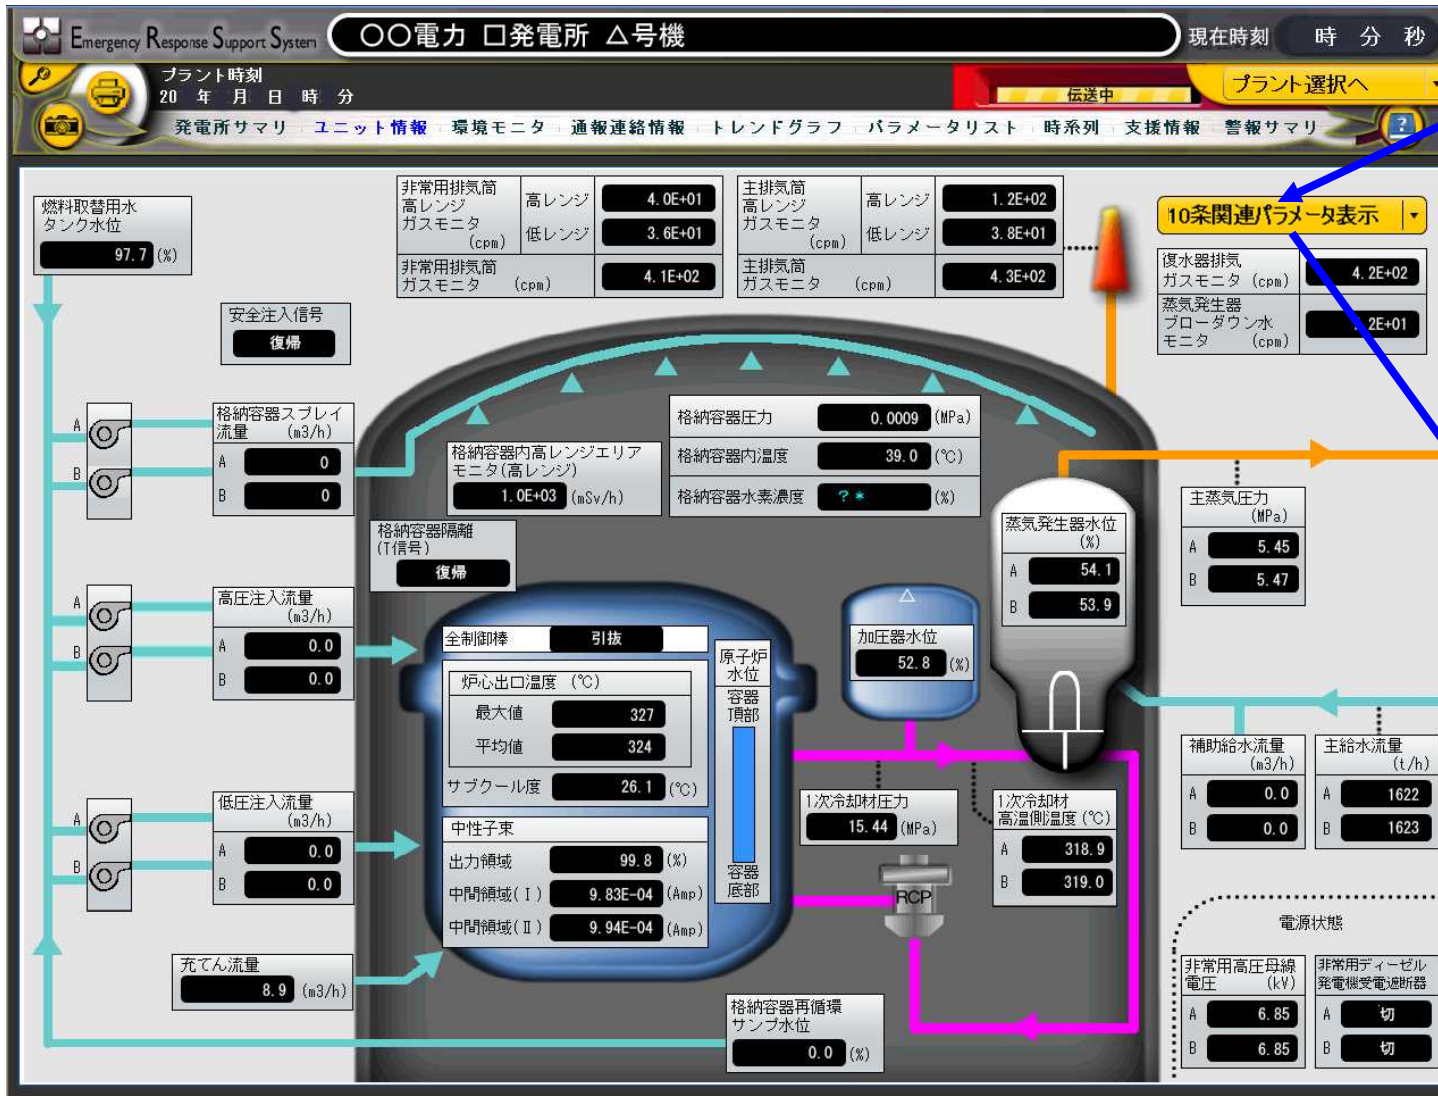 Emergency Response Support System
〇〇電力 □発電所 △号機
現在時刻 時 分 秒
プラント時刻
20 年 月 日 時 分
伝送中
プラント選択へ
発電所サマリ ユニット情報 環境モニタ 通報連絡情報 トレンドグラフ パラメータリスト 時系列 支援情報 警報サマリ
?
燃料取替用水
タンク水位
97.7 (%)
非常用排気筒
高レンジ
ガスモニタ
(cpm)
高レンジ 4.0E+01
低レンジ 3.6E+01
非常用排気筒
ガスモニタ (cpm) 4.1E+02
主排気筒
高レンジ
ガスモニタ
(cpm)
高レンジ 1.2E+02
低レンジ 3.8E+01
主排気筒
ガスモニタ (cpm) 4.3E+02
10条関連パラメータ表示
復水器排気
ガスモニタ (cpm) 4.2E+02
蒸気発生器
ブローダウン水
モニタ (cpm)
2E+01
安全注入信号
復帰
A
B
格納容器スプレイ
流量 (m3/h)
A 0
B 0
格納容器内高レンジエリア
モニタ(高レンジ)
1.0E+03 (mSv/h)
格納容器圧力 0.0009 (MPa)
格納容器内温度 39.0 (℃)
格納容器水素濃度 ?* (%)
格納容器隔離
(T信号)
復帰
蒸気発生器水位
(%)
A 54.1
B 53.9
主蒸気圧力
(MPa)
A 5.45
B 5.47
A
B
高圧注入流量
(m3/h)
A 0.0
B 0.0
全制御棒 引抜
炉心出口温度 (℃)
最大値 327
平均値 324
サブクール度 26.1 (℃)
原子炉
水位
容器
頂部
容器
底部
加圧器水位
52.8 (%)
補助給水流量
(m3/h)
A 0.0
B 0.0
主給水流量
(t/h)
A 1622
B 1623
A
B
低圧注入流量
(m3/h)
A 0.0
B 0.0
中性子束
出力領域 99.8 (%)
中間領域(Ⅰ) 9.83E-04 (Amp)
中間領域(Ⅱ) 9.94E-04 (Amp)
1次冷却材圧力
15.44 (MPa)
1次冷却材
高温側温度 (℃)
A 318.9
B 319.0
RCP
電源状態
充てん流量
8.9 (m3/h)
格納容器再循環
サンプ水位
0.0 (%)
非常用高圧母線
電圧 (kV)
A 6.85
B 6.85
非常用ディーゼル
発電機受電遮断器
A 切
B 切